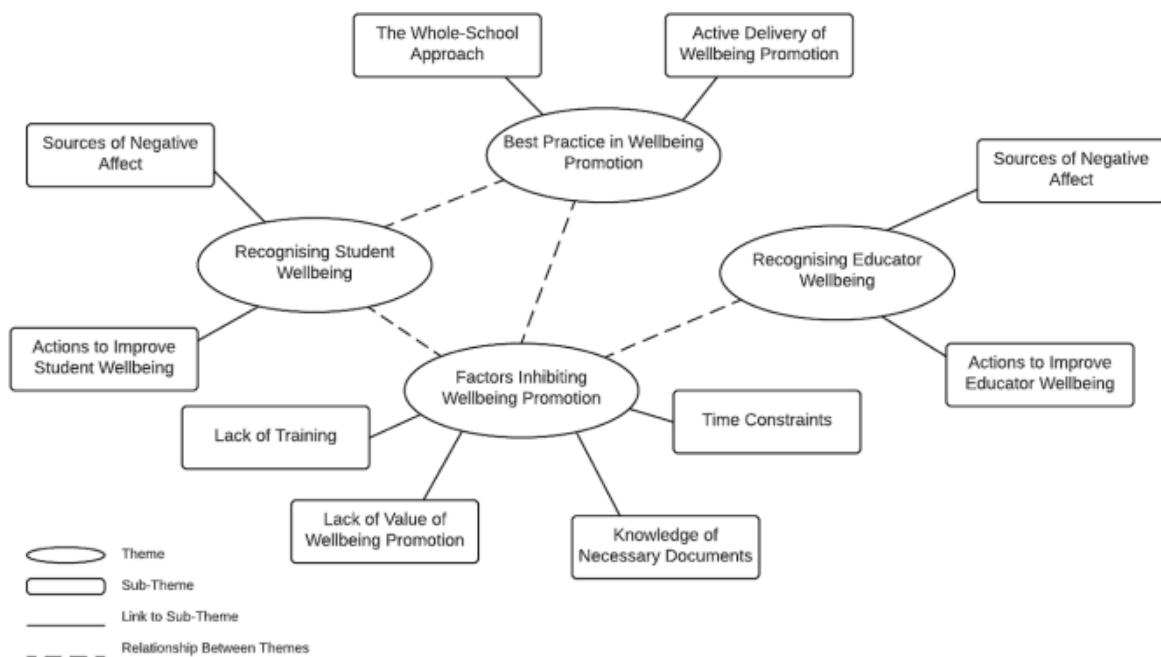 The Whole-School
Approach
Active Delivery of
Wellbeing Promotion
Sources of Negative
Affect
Best Practice in Wellbeing
Promotion
Sources of Negative
Affect
Recognising Student
Wellbeing
Recognising Educator
Wellbeing
Actions to Improve
Student Wellbeing
Factors Inhibiting
Wellbeing Promotion
Actions to Improve
Educator Wellbeing
Lack of Training
Time Constraints
Lack of Value of
Wellbeing Promotion
Knowledge of
Necessary Documents
Theme
Sub-Theme
Link to Sub-Theme
Relationship Between Themes